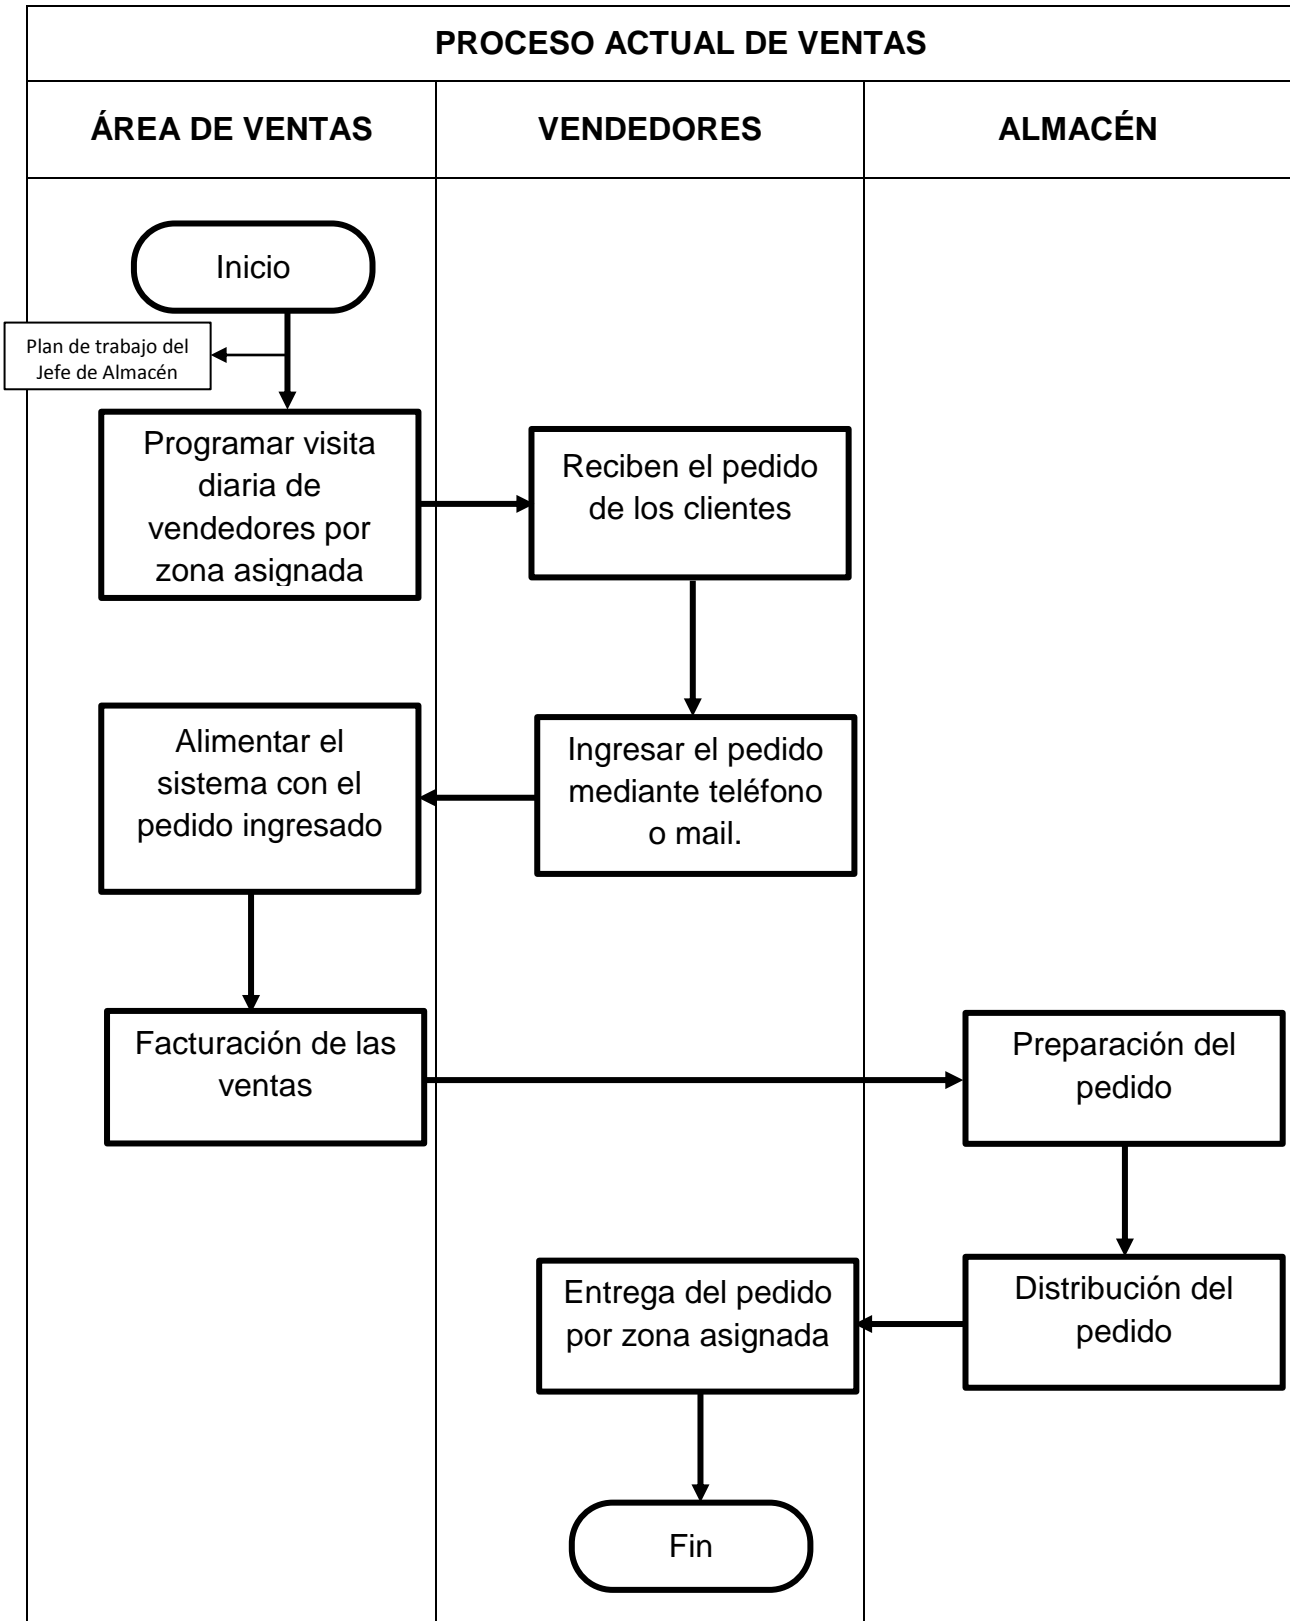 PROCESO ACTUAL DE VENTAS
ÁREA DE VENTAS
VENDEDORES
ALMACÉN
Inicio
Plan de trabajo del
Jefe de Almacén
Programar visita
diaria de
vendedores por
zona asignada
Reciben el pedido
de los clientes
Alimentar el
sistema con el
pedido ingresado
Ingresar el pedido
mediante teléfono
o mail.
Facturación de las
ventas
Preparación del
pedido
Entrega del pedido
por zona asignada
Distribución del
pedido
Fin